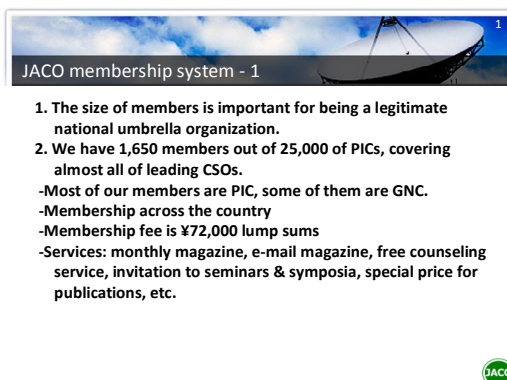 1
JACO membership system - 1
1. The size of members is important for being a legitimate
national umbrella organization.
2. We have 1,650 members out of 25,000 of PICs, covering
almost all of leading CSOs.
-Most of our members are PIC, some of them are GNC.
-Membership across the country
-Membership fee is ¥72,000 lump sums
-Services: monthly magazine, e-mail magazine, free counseling
service, invitation to seminars & symposia, special price for
publications, etc.